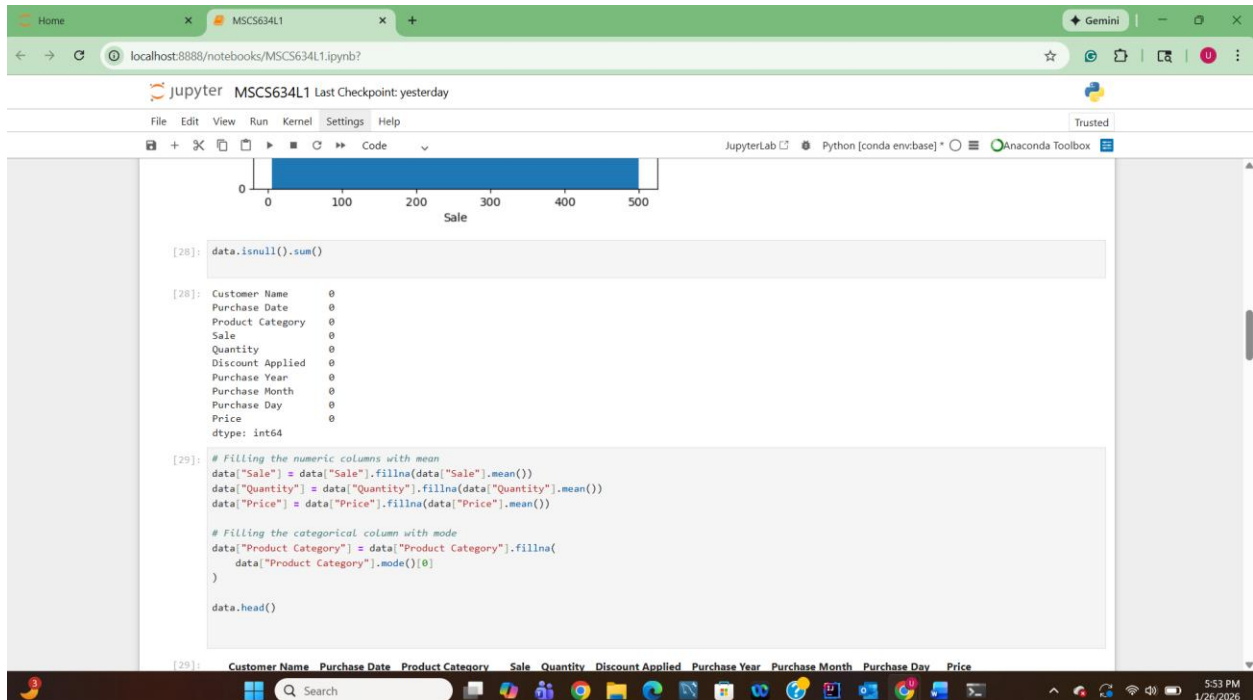 Home
MSCS634L1
Gemini
localhost:8888/notebooks/MSCS634L1.ipynb?
U
jupyter MSCS634L1 Last Checkpoint: yesterday
File Edit View Run Kernel Settings Help
Trusted
Code
JupyterLab
Python [conda env:base] *
Anaconda Toolbox
0
0 100 200 300 400 500
Sale
[28]: data.isnull().sum()
[28]: Customer Name 0
Purchase Date 0
Product Category 0
Sale 0
Quantity 0
Discount Applied 0
Purchase Year 0
Purchase Month 0
Purchase Day 0
Price 0
dtype: int64
[29]: # Filling the numeric columns with mean
data["Sale"] = data["Sale"].fillna(data["Sale"].mean())
data["Quantity"] = data["Quantity"].fillna(data["Quantity"].mean())
data["Price"] = data["Price"].fillna(data["Price"].mean())
# Filling the categorical column with mode
data["Product Category"] = data["Product Category"].fillna(
data["Product Category"].mode()[0]
)
data.head()
[29]: Customer Name Purchase Date Product Category Sale Quantity Discount Applied Purchase Year Purchase Month Purchase Day Price
3
Search
5:53 PM
1/26/2026